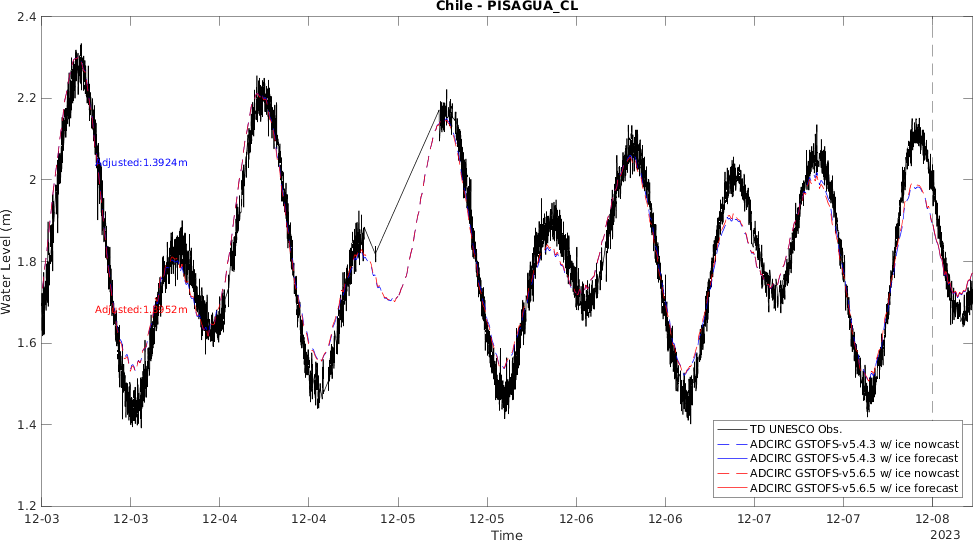 Chile - PISAGUA_CL
2.4
2.2
2
1.8
1.6
1.4
1.2
Water Level (m)
Adjusted:1.3924m
TD UNESCO Obs.
ADCIRC GSTOFS-v5.4.3 w/ ice nowcast
ADCIRC GSTOFS-v5.4.3 w/ ice forecast
ADCIRC GSTOFS-v5.6.5 w/ ice nowcast
ADCIRC GSTOFS-v5.6.5 w/ ice forecast
12-03 12-03 12-04 12-04 12-05 12-05 12-06 12-06 12-07 12-07 12-08
Time
2023